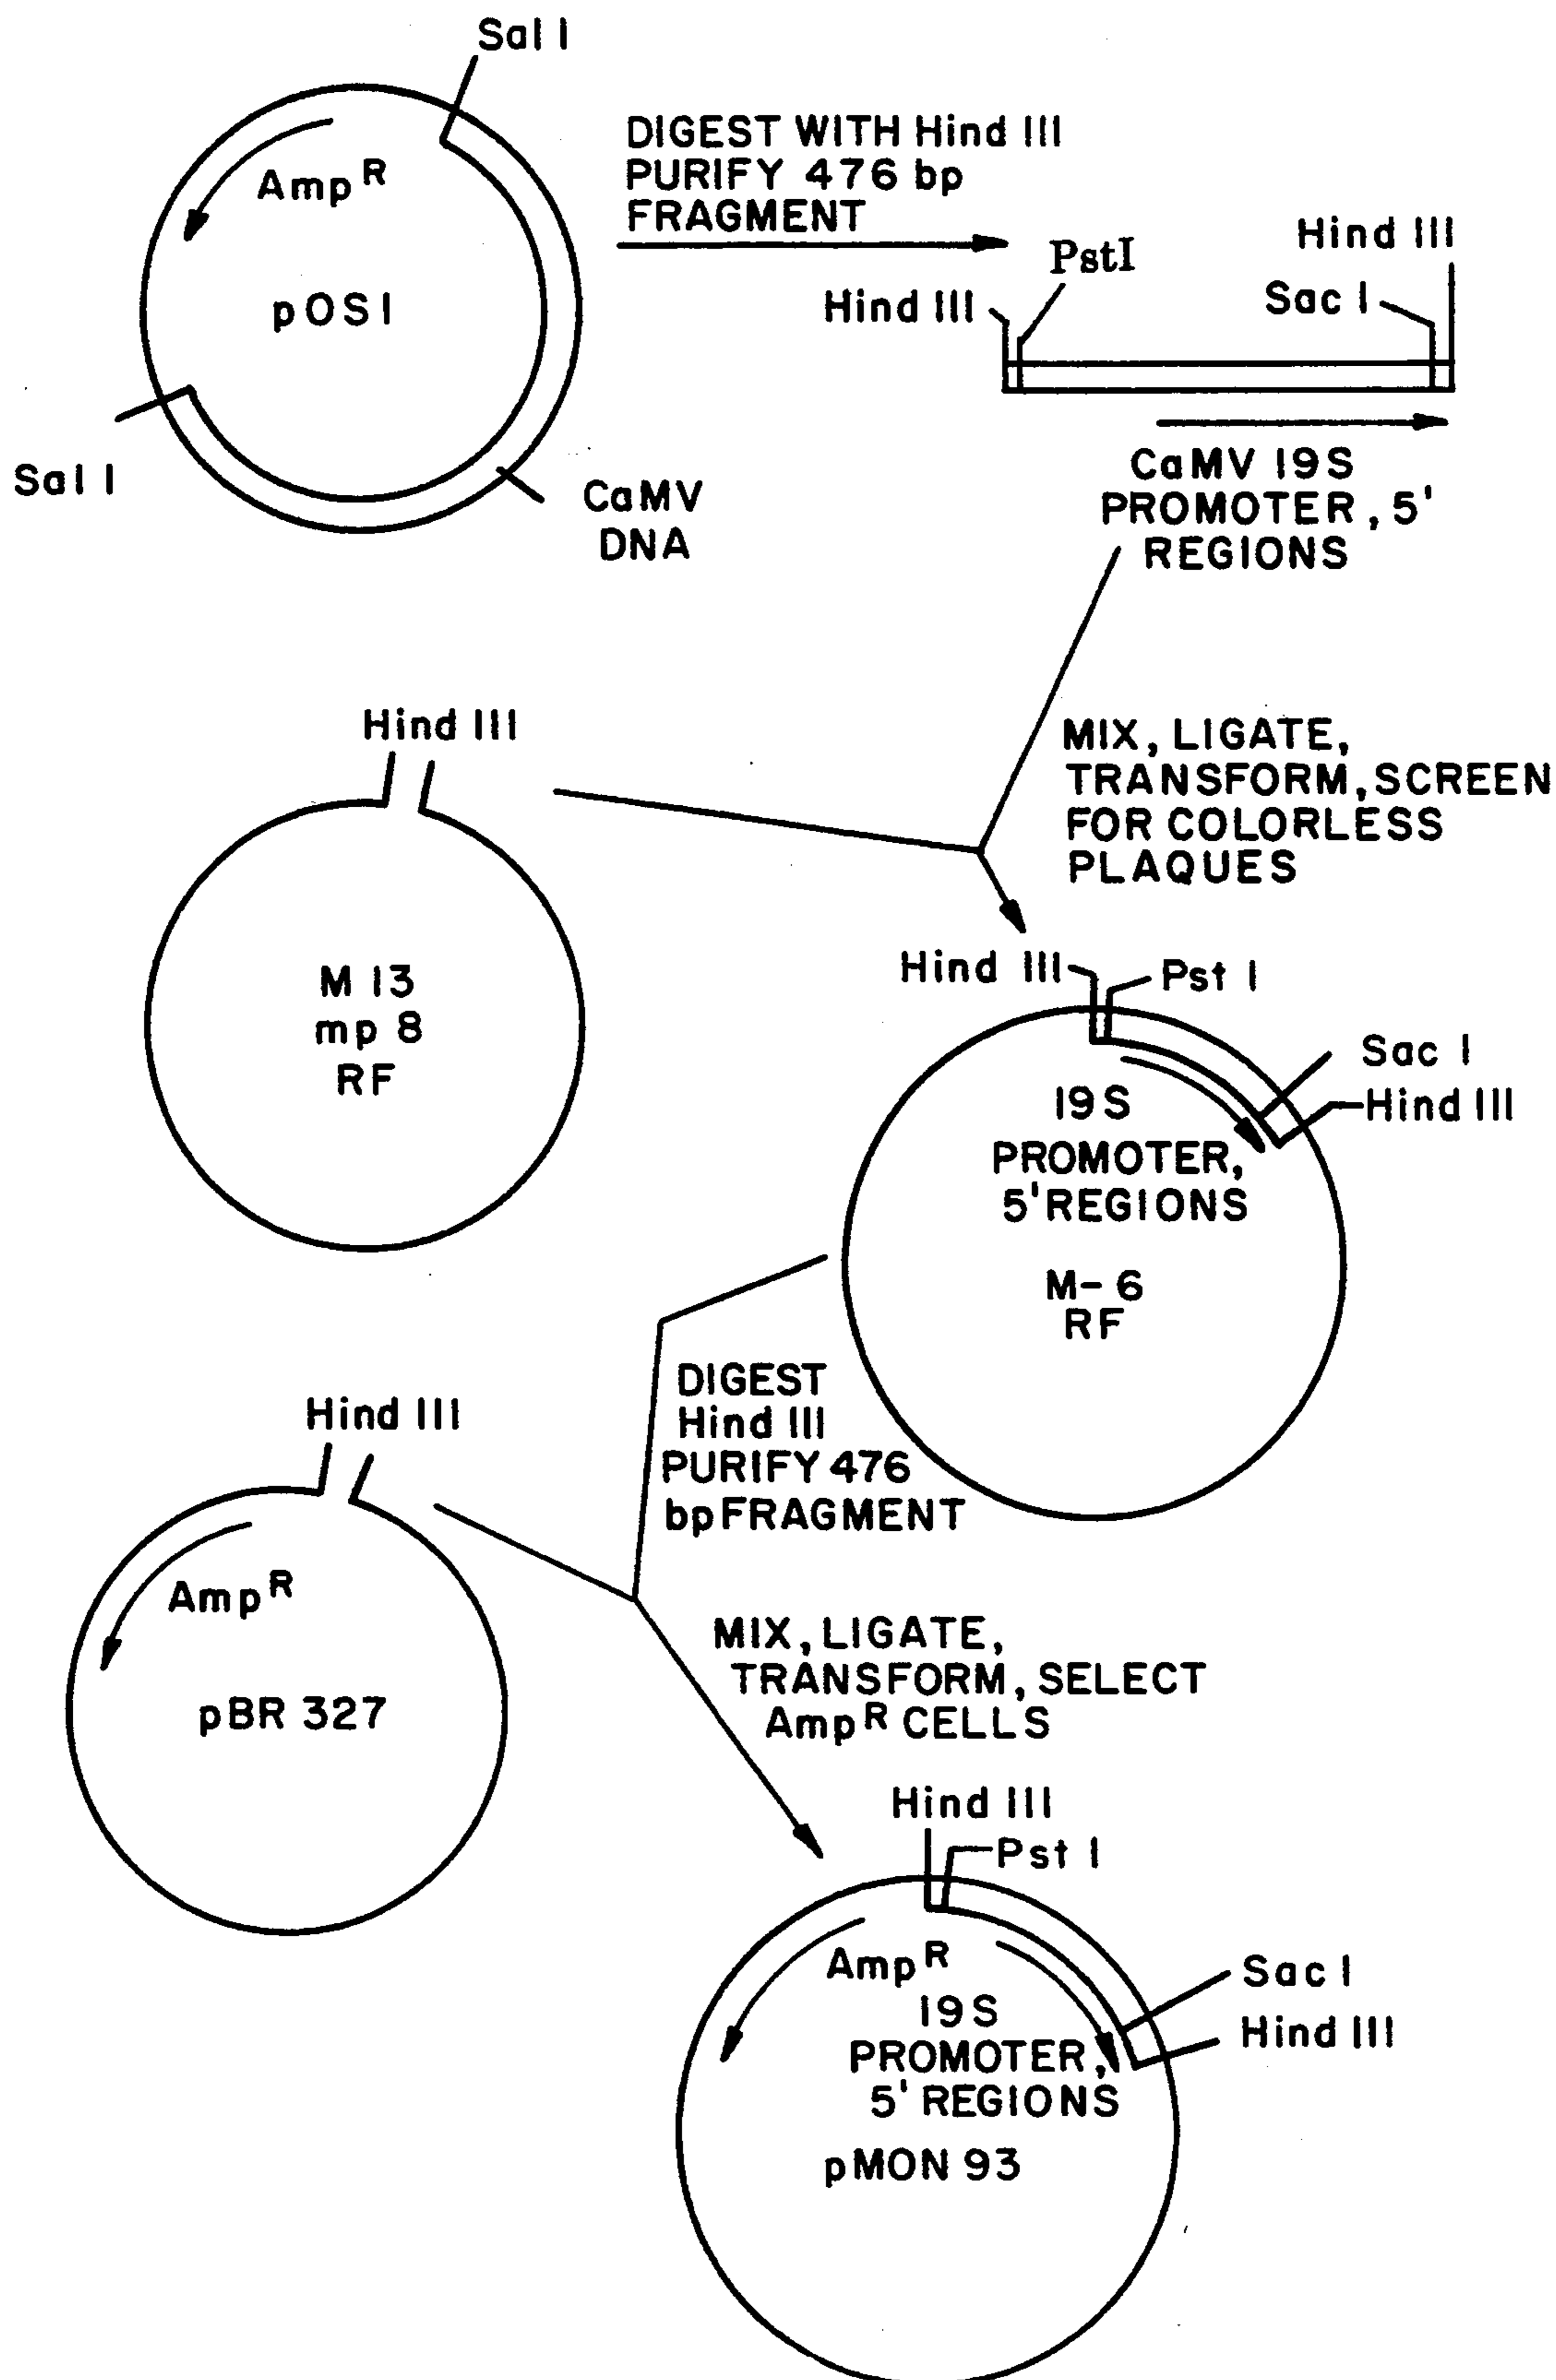 Sal I
Amp R
pOS1
Sal I
CaMV
DNA
DIGEST WITH Hind III
PURIFY 476 bp
FRAGMENT
Hind III
PstI
Sac I
Hind III
CaMV 19S
PROMOTER, 5'
REGIONS
Hind III
M 13
mp 8
RF
MIX, LIGATE,
TRANSFORM, SCREEN
FOR COLORLESS
PLAQUES
Hind III
Pst I
Sac I
Hind III
19S
PROMOTER,
5' REGIONS
M-6
RF
DIGEST
Hind III
PURIFY 476
bp FRAGMENT
Hind III
Amp R
pBR 327
MIX, LIGATE,
TRANSFORM, SELECT
Amp R CELLS
Hind III
Pst I
Sac I
Hind III
Amp R
19S
PROMOTER,
5' REGIONS
pMON 93